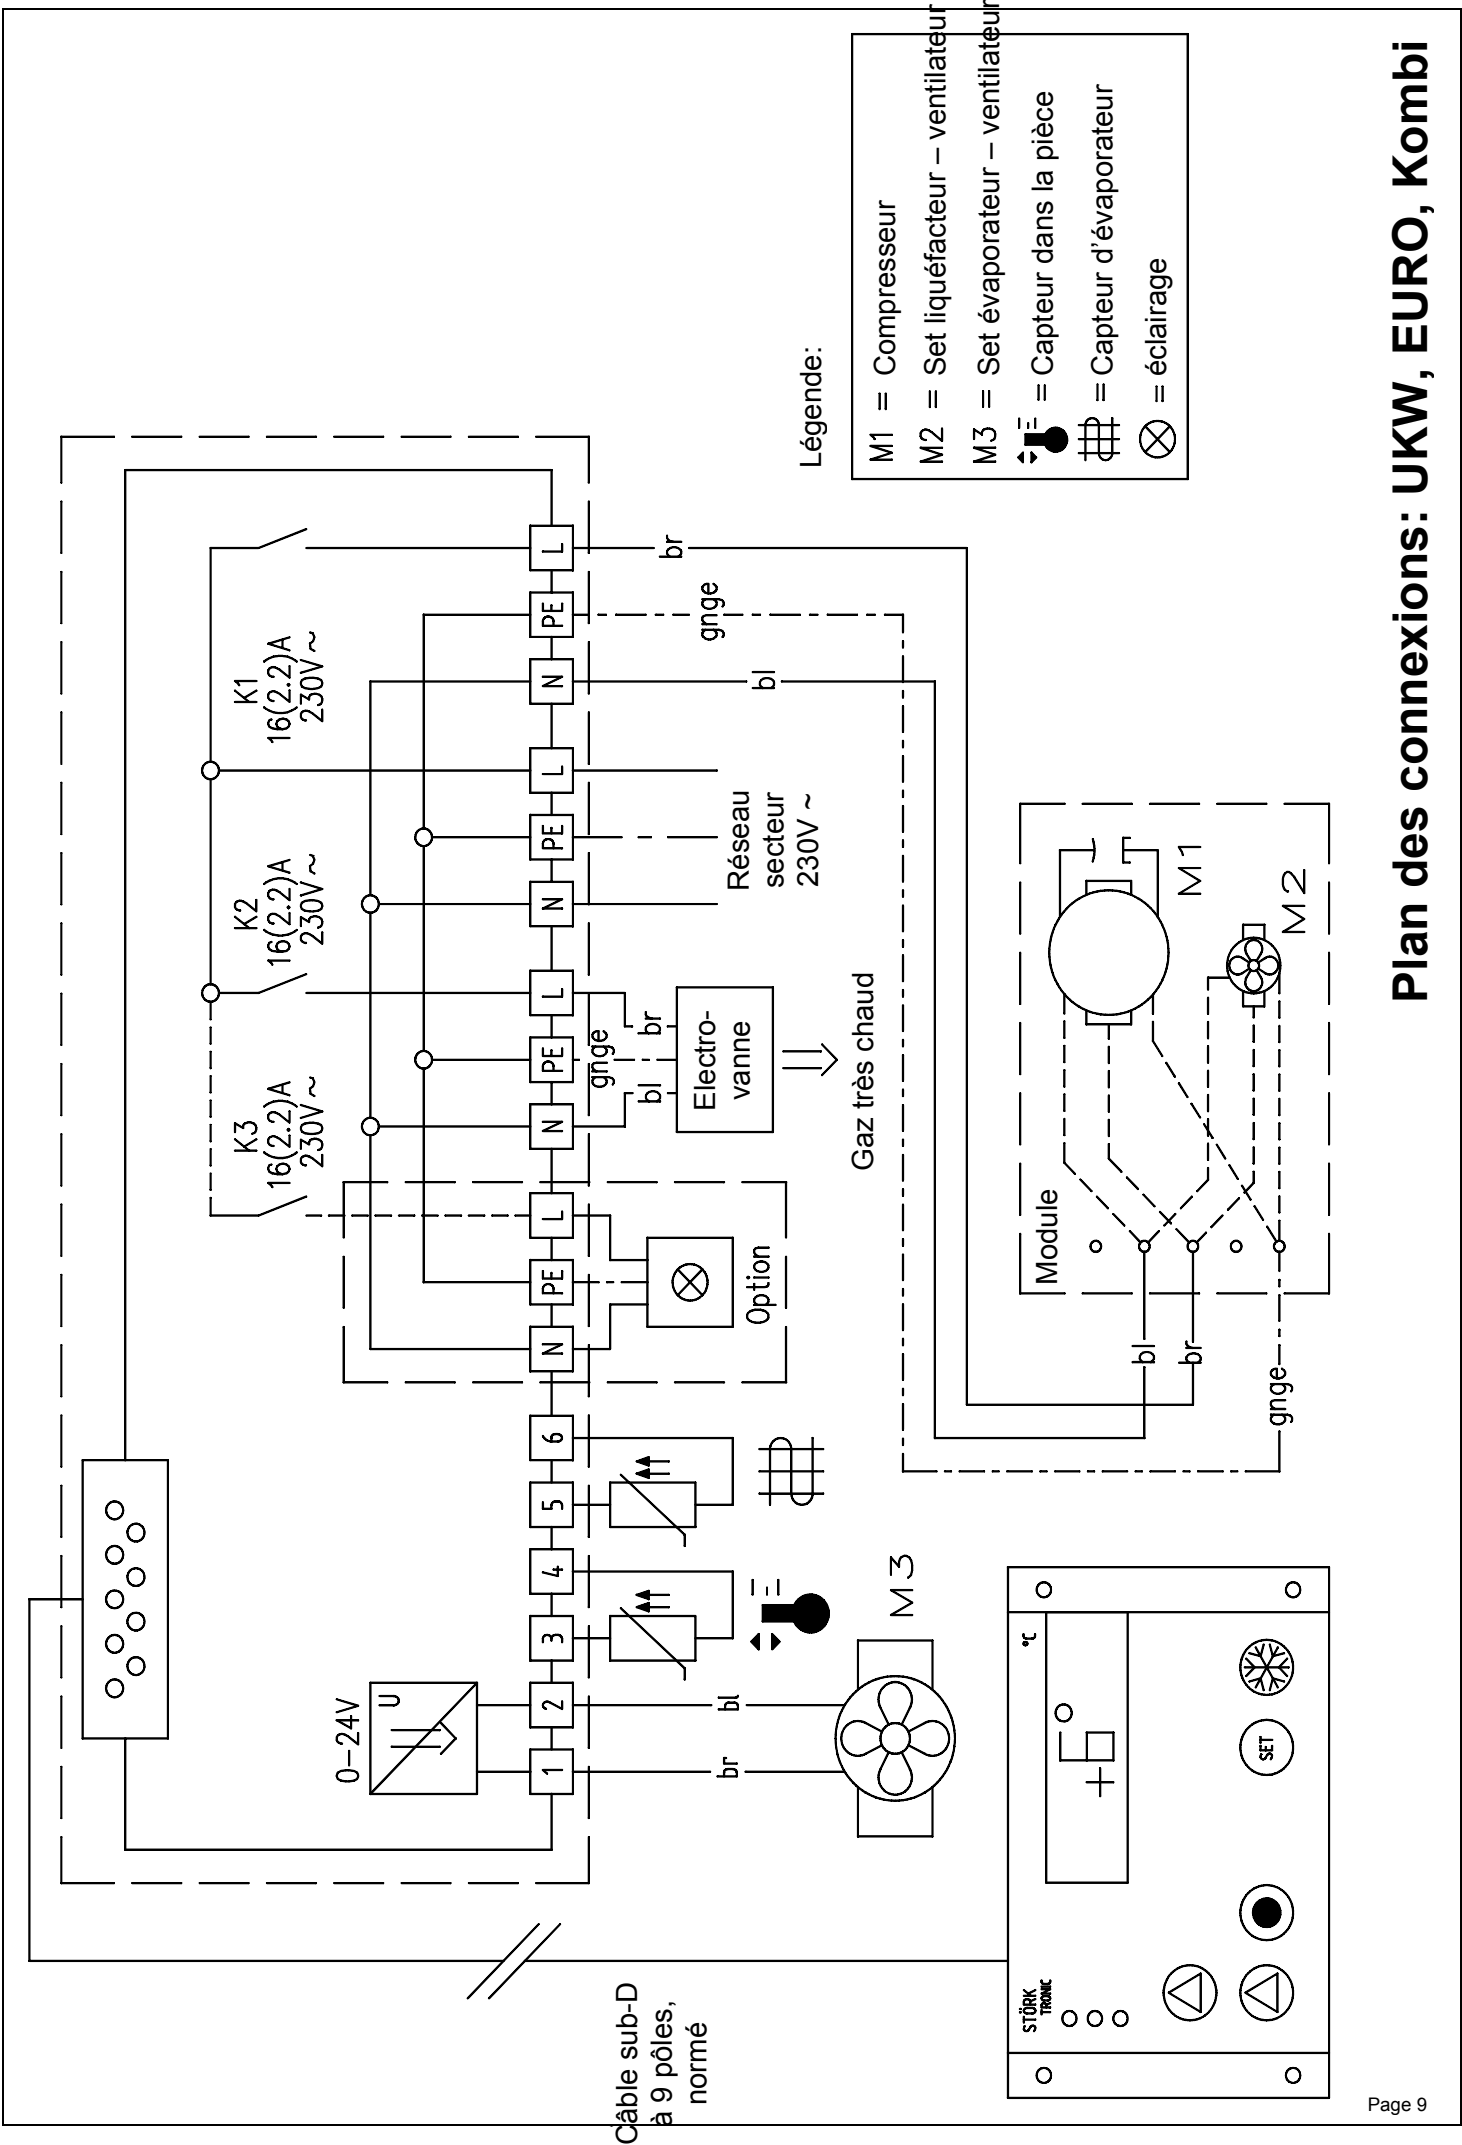 Plan des connexions: UKW, EURO, Kombi
Câble sub-D
à 9 pôles,
normé
0-24V
U
K3
16(2.2)A
230V~
K2
16(2.2)A
230V~
K1
16(2.2)A
230V~
1
2
3
4
5
6
N
PE
L
N
PE
L
N
PE
L
N
PE
L
br
bl
M3
Option
bl
gnge
br
Electro-
vanne
Gaz très chaud
Réseau
secteur
230V ~
bl
gnge
br
Légende:
M1 = Compresseur
M2 = Set liquéfacteur – ventilateur
M3 = Set évaporateur – ventilateur
= Capteur dans la pièce
= Capteur d'évaporateur
= éclairage
STÖRK
TRONIC
°C
SET
Module
M1
M2
bl
br
gnge
Page 9